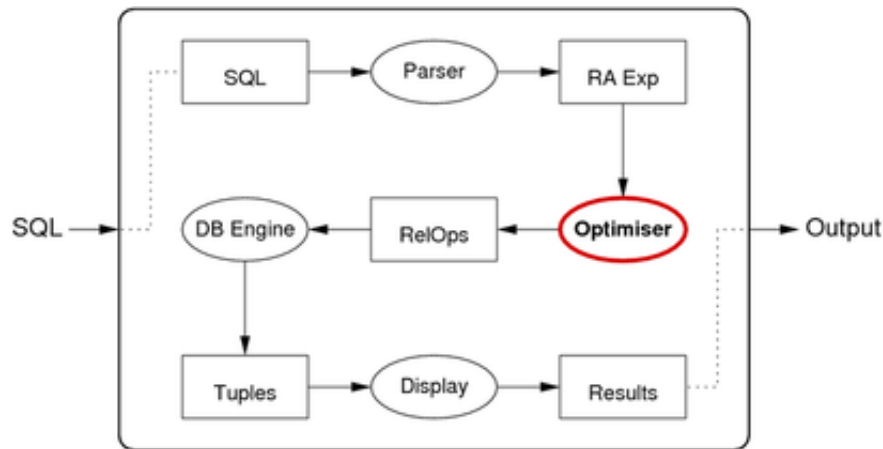 SQL
Parser
RA Exp
SQL
DB Engine
RelOps
Optimiser
Output
Tuples
Display
Results